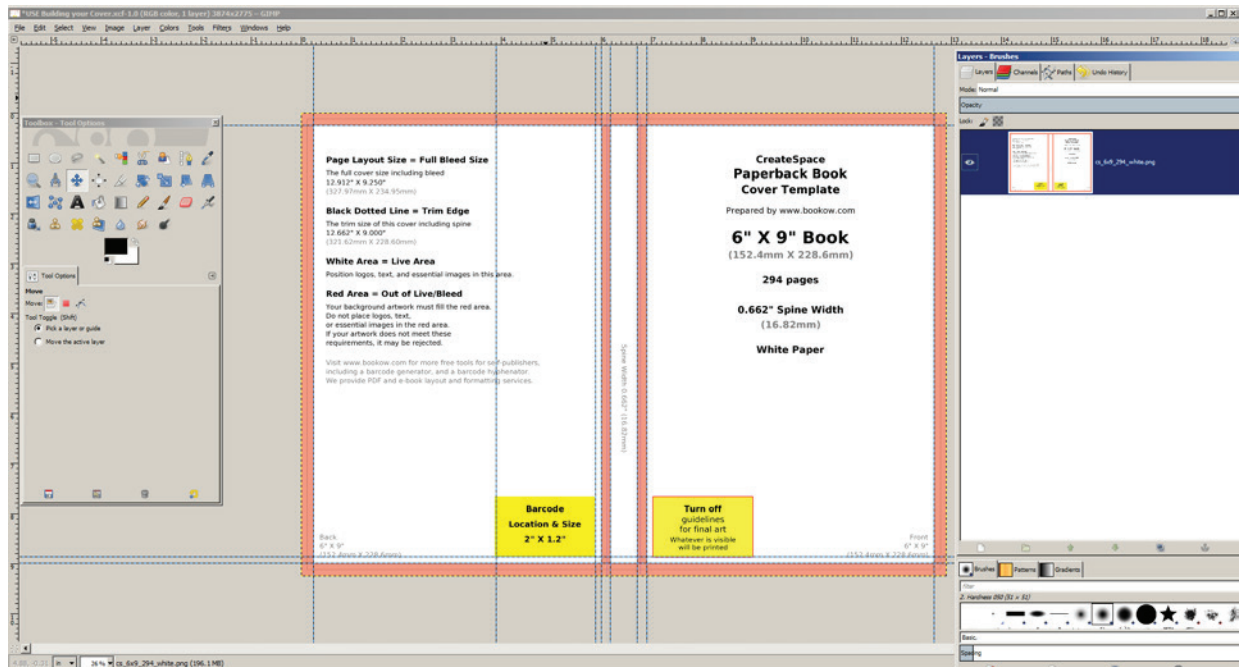 *USE Building your Cover.xcf-1.0 (RGB color, 1 layer) 3874x2775 – GIMP
File Edit Select View Image Layer Colors Tools Filters Windows Help
Toolbox - Tool Options
Tool Options
Move
Move:
Tool Toggle (Shift)
Pick a layer or guide
Move the active layer
Page Layout Size = Full Bleed Size
The full cover size including bleed
12.912" X 9.250"
(327.97mm X 234.95mm)
Black Dotted Line = Trim Edge
The trim size of this cover including spine
12.662" X 9.000"
(321.62mm X 228.60mm)
White Area = Live Area
Position logos, text, and essential images in this area.
Red Area = Out of Live/Bleed
Your background artwork must fill the red area.
Do not place logos, text,
or essential images in the red area.
If your artwork does not meet these
requirements, it may be rejected.
Visit www.bookow.com for more free tools for self-publishers,
including a barcode generator, and a barcode hyphenator.
We provide PDF and e-book layout and formatting services.
Barcode
Location & Size
2" X 1.2"
Back
6" X 9"
(152.4mm X 228.6mm)
Spine Width 0.662" (16.82mm)
CreateSpace
Paperback Book
Cover Template
Prepared by www.bookow.com
6" X 9" Book
(152.4mm X 228.6mm)
294 pages
0.662" Spine Width
(16.82mm)
White Paper
Turn off
guidelines
for final art
Whatever is visible
will be printed
Front
6" X 9"
(152.4mm X 228.6mm)
Layers - Brushes
Layers Channels Paths Undo History
Mode: Normal
Opacity
Lock:
cs_6x9_294_white.png
Brushes Patterns Gradients
filter
2. Hardness 050 (51 × 51)
Basic,
Spacing
in 26% cs_6x9_294_white.png (196.1 MB)